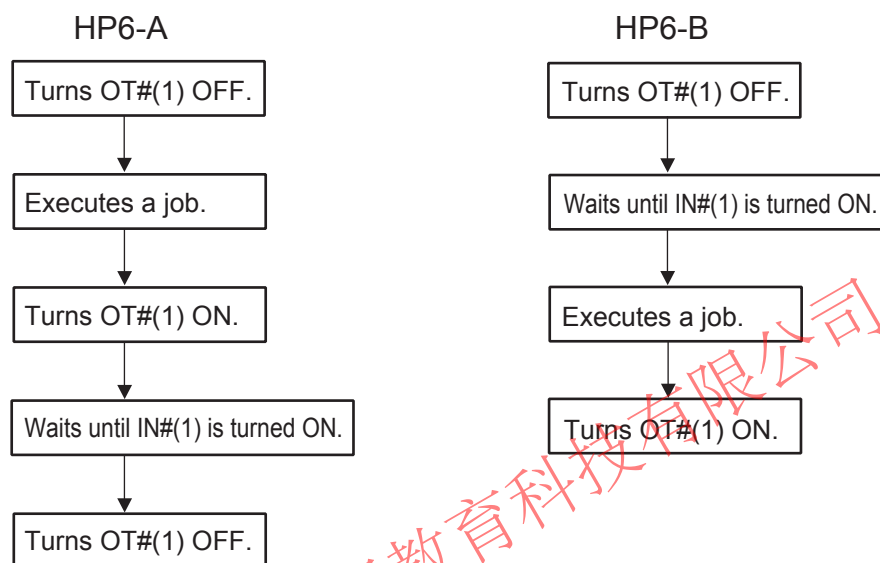 HP6-A
Turns OT#(1) OFF.
Executes a job.
Turns OT#(1) ON.
Waits until IN#(1) is turned ON.
Turns OT#(1) OFF.
HP6-B
Turns OT#(1) OFF.
Waits until IN#(1) is turned ON.
Executes a job.
Turns OT#(1) ON.
教育科技有限公司